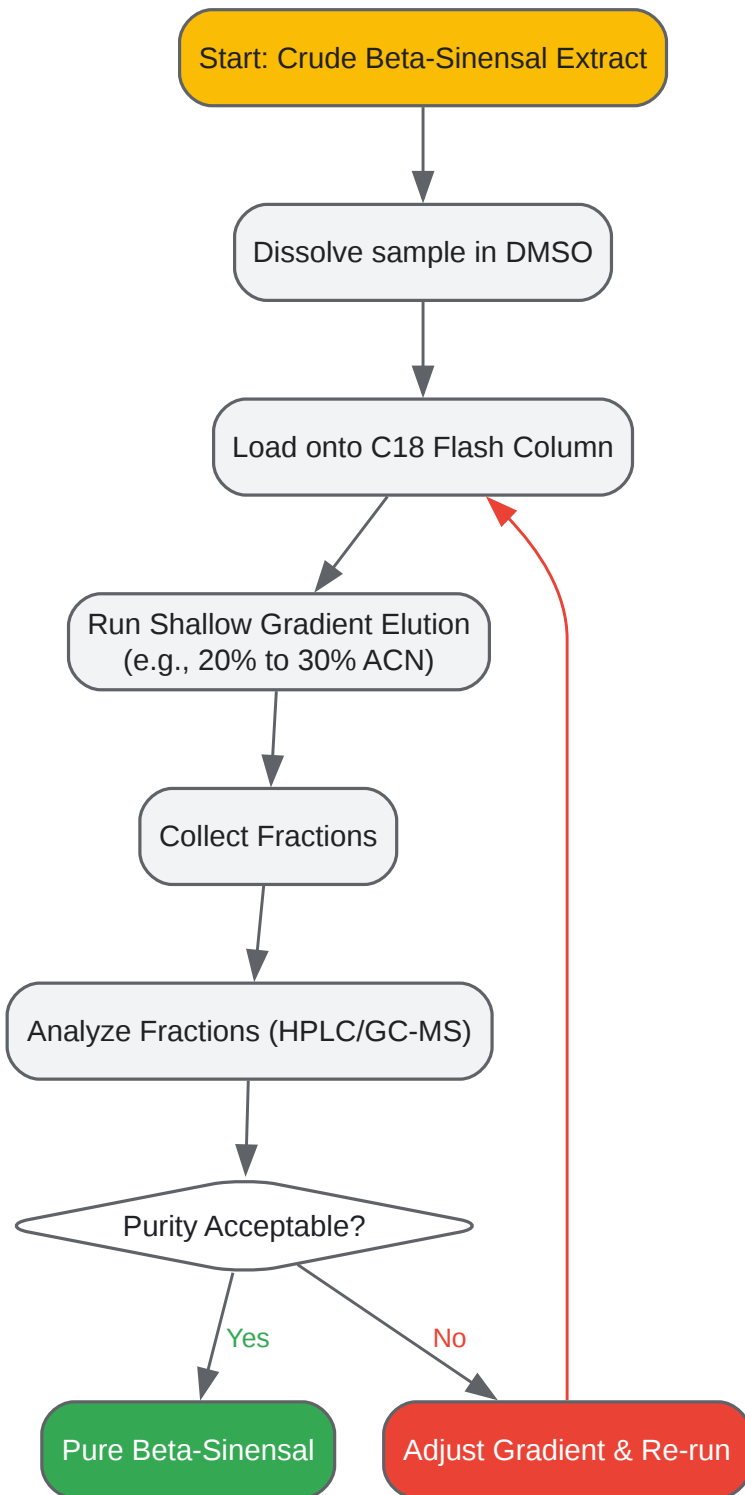 Start: Crude Beta-Sinensal Extract
Dissolve sample in DMSO
Load onto C18 Flash Column
Run Shallow Gradient Elution
(e.g., 20% to 30% ACN)
Collect Fractions
Analyze Fractions (HPLC/GC-MS)
Purity Acceptable?
Yes
No
Pure Beta-Sinensal
Adjust Gradient & Re-run